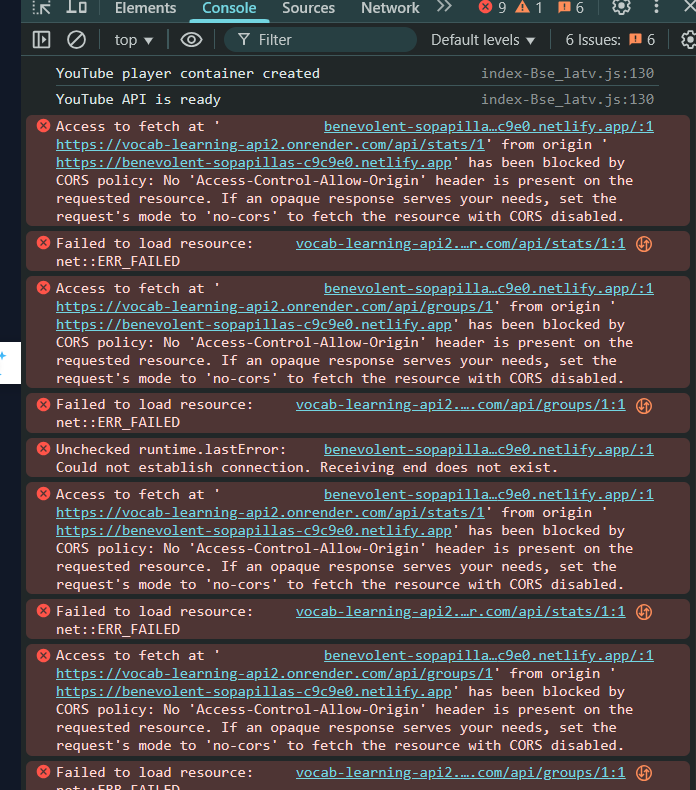 Elements Console Sources Network 9 1 6
top Filter Default levels 6 Issues: 6
YouTube player container created index-Bse_latv.js:130
YouTube API is ready index-Bse_latv.js:130
Access to fetch at ' benevolent-sopapilla…c9e0.netlify.app/:1
https://vocab-learning-api2.onrender.com/api/stats/1' from origin '
https://benevolent-sopapillas-c9c9e0.netlify.app' has been blocked by
CORS policy: No 'Access-Control-Allow-Origin' header is present on the
requested resource. If an opaque response serves your needs, set the
request's mode to 'no-cors' to fetch the resource with CORS disabled.
Failed to load resource: vocab-learning-api2.…r.com/api/stats/1:1
net::ERR_FAILED
Access to fetch at ' benevolent-sopapilla…c9e0.netlify.app/:1
https://vocab-learning-api2.onrender.com/api/groups/1' from origin '
https://benevolent-sopapillas-c9c9e0.netlify.app' has been blocked by
CORS policy: No 'Access-Control-Allow-Origin' header is present on the
requested resource. If an opaque response serves your needs, set the
request's mode to 'no-cors' to fetch the resource with CORS disabled.
Failed to load resource: vocab-learning-api2.….com/api/groups/1:1
net::ERR_FAILED
Unchecked runtime.lastError: benevolent-sopapilla…c9e0.netlify.app/:1
Could not establish connection. Receiving end does not exist.
Access to fetch at ' benevolent-sopapilla…c9e0.netlify.app/:1
https://vocab-learning-api2.onrender.com/api/stats/1' from origin '
https://benevolent-sopapillas-c9c9e0.netlify.app' has been blocked by
CORS policy: No 'Access-Control-Allow-Origin' header is present on the
requested resource. If an opaque response serves your needs, set the
request's mode to 'no-cors' to fetch the resource with CORS disabled.
Failed to load resource: vocab-learning-api2.…r.com/api/stats/1:1
net::ERR_FAILED
Access to fetch at ' benevolent-sopapilla…c9e0.netlify.app/:1
https://vocab-learning-api2.onrender.com/api/groups/1' from origin '
https://benevolent-sopapillas-c9c9e0.netlify.app' has been blocked by
CORS policy: No 'Access-Control-Allow-Origin' header is present on the
requested resource. If an opaque response serves your needs, set the
request's mode to 'no-cors' to fetch the resource with CORS disabled.
Failed to load resource: vocab-learning-api2.….com/api/groups/1:1
net::ERR_FAILED